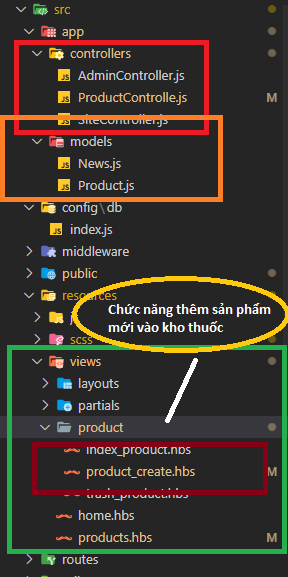 src
app
controllers
AdminController.js
ProductControlle.js
M
SiteController.js
models
News.js
Product.js
config\db
index.js
middleware
public
resources
Chức năng thêm sản phẩm
mới vào kho thuốc
scss
views
layouts
partials
product
index_product.hbs
product_create.hbs
M
trash_product.hbs
home.hbs
products.hbs
M
routes